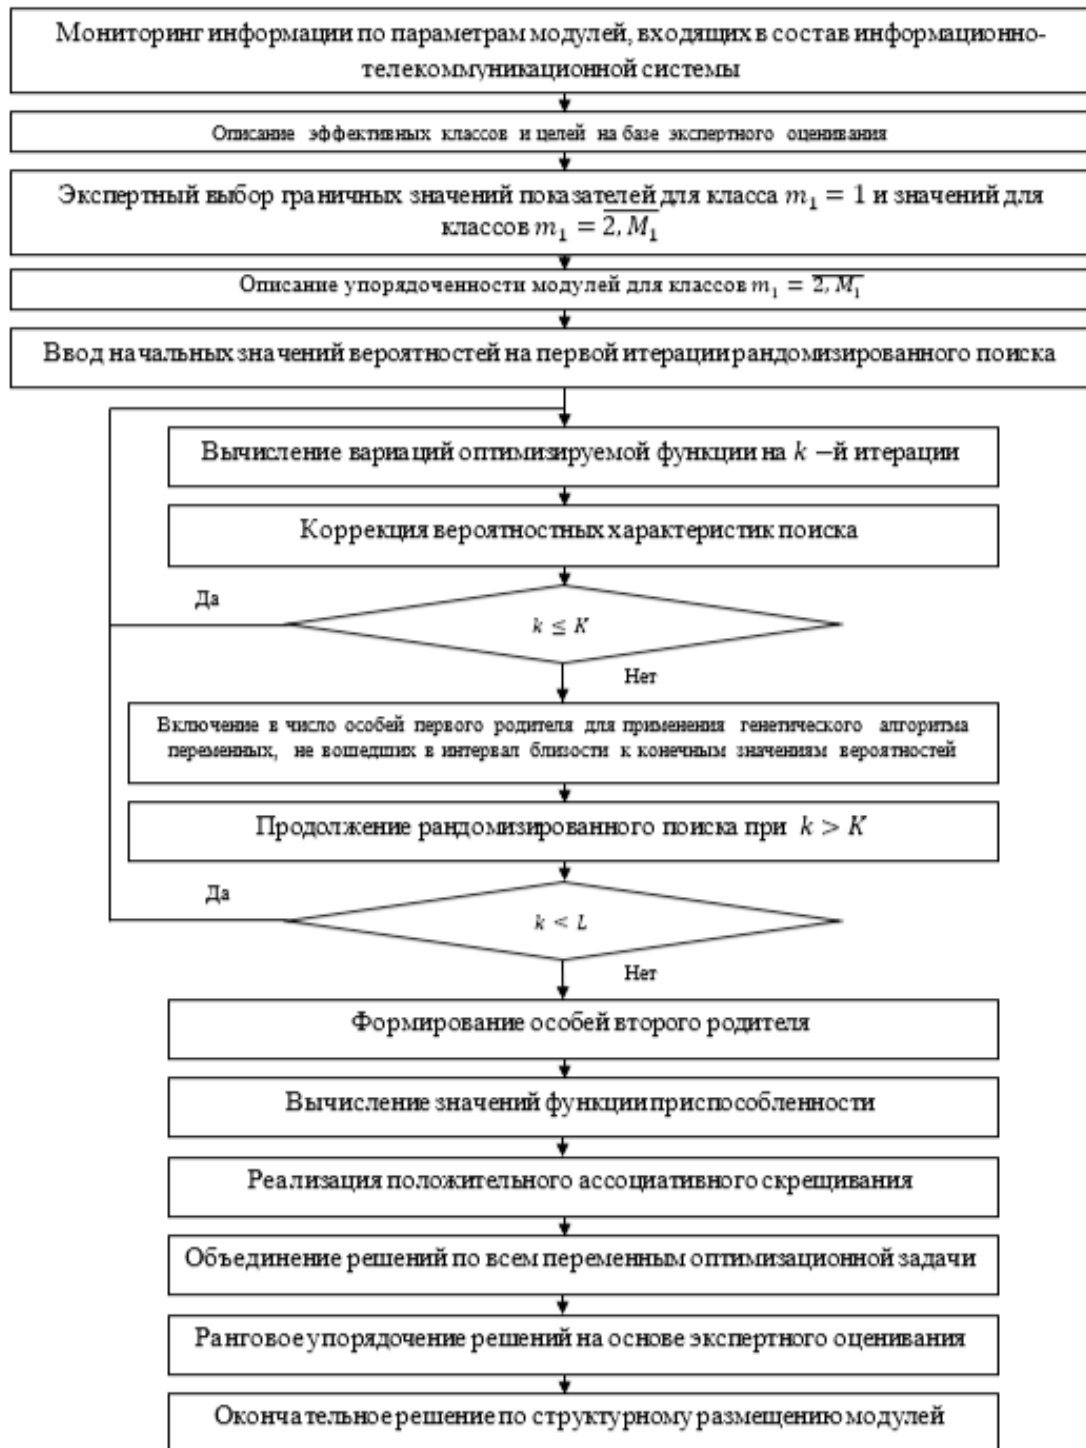 Мониторинг информации по параметрам модулей, входящих в состав информационно-
телекоммуникационной системы
Описание эффективных классов и целей на базе экспертного оценивания
Экспертный выбор граничных значений показателей для класса m₁ = 1 и значений для
классов m₁ = \overline{2, M₁}
Описание упорядоченности модулей для классов m₁ = \overline{2, M₁}
Ввод начальных значений вероятностей на первой итерации рандомизированного поиска
Вычисление вариаций оптимизируемой функции на k −й итерации
Коррекция вероятностных характеристик поиска
Да
k ≤ K
Нет
Включение в число особей первого родителя для применения генетического алгоритма
переменных, не вошедших в интервал близости к конечным значениям вероятностей
Продолжение рандомизированного поиска при k > K
Да
k < L
Нет
Формирование особей второго родителя
Вычисление значений функции приспособленности
Реализация положительного ассоциативного скрещивания
Объединение решений по всем переменным оптимизационной задачи
Ранговое упорядочение решений на основе экспертного оценивания
Окончательное решение по структурному размещению модулей